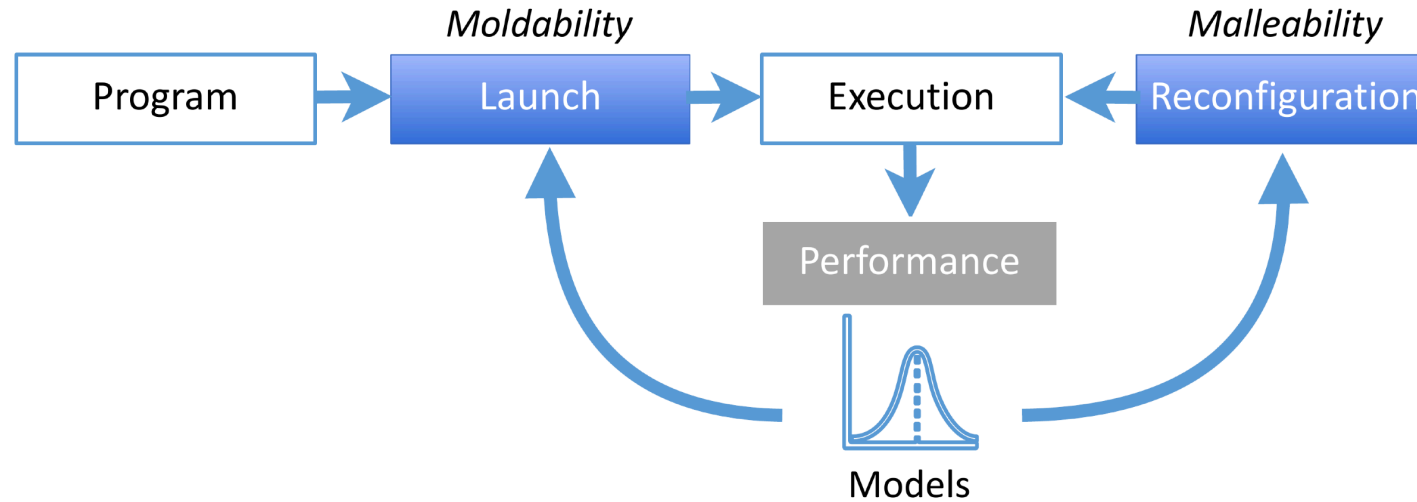 Moldability
Malleability
Program
Launch
Execution
Reconfiguration
Performance
Models